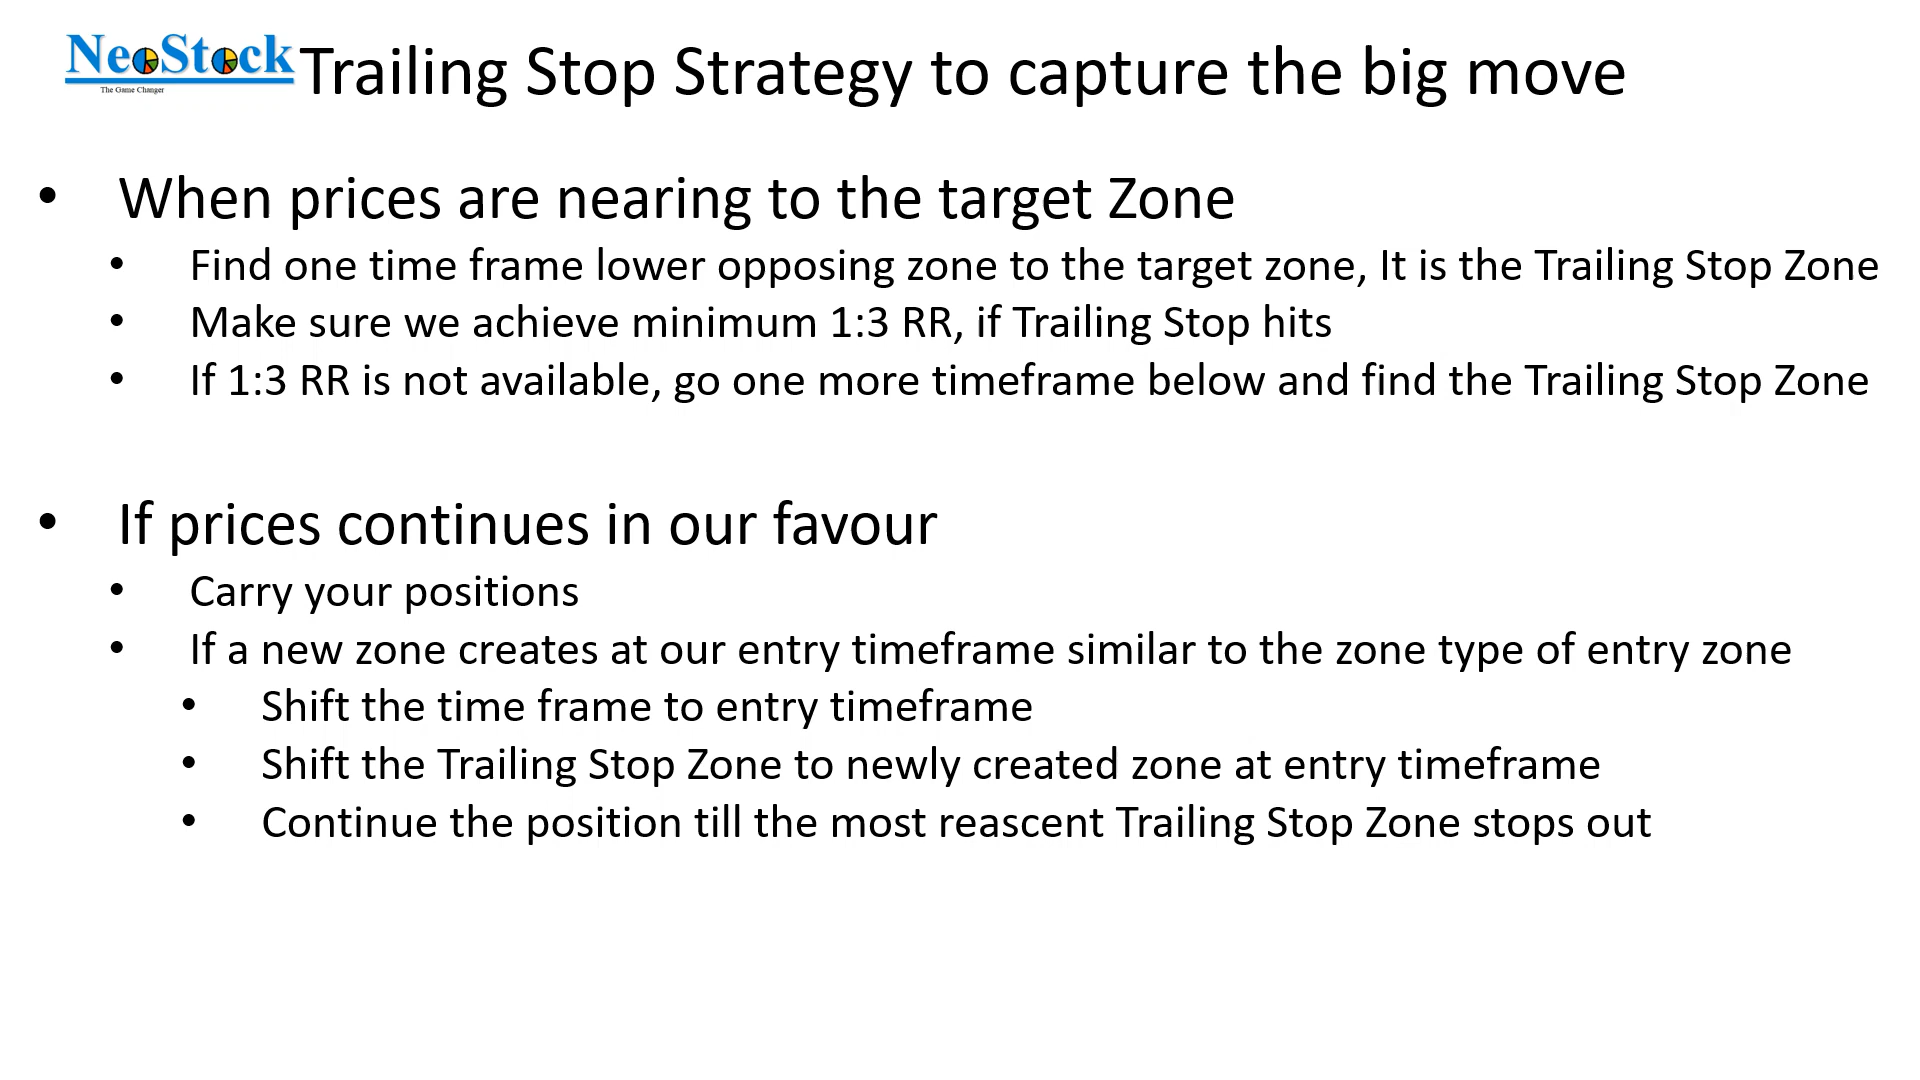 NeoStock
The Game Changer
Trailing Stop Strategy to capture the big move
• When prices are nearing to the target Zone
• Find one time frame lower opposing zone to the target zone, It is the Trailing Stop Zone
• Make sure we achieve minimum 1:3 RR, if Trailing Stop hits
• If 1:3 RR is not available, go one more timeframe below and find the Trailing Stop Zone
• If prices continues in our favour
• Carry your positions
• If a new zone creates at our entry timeframe similar to the zone type of entry zone
• Shift the time frame to entry timeframe
• Shift the Trailing Stop Zone to newly created zone at entry timeframe
• Continue the position till the most reascent Trailing Stop Zone stops out